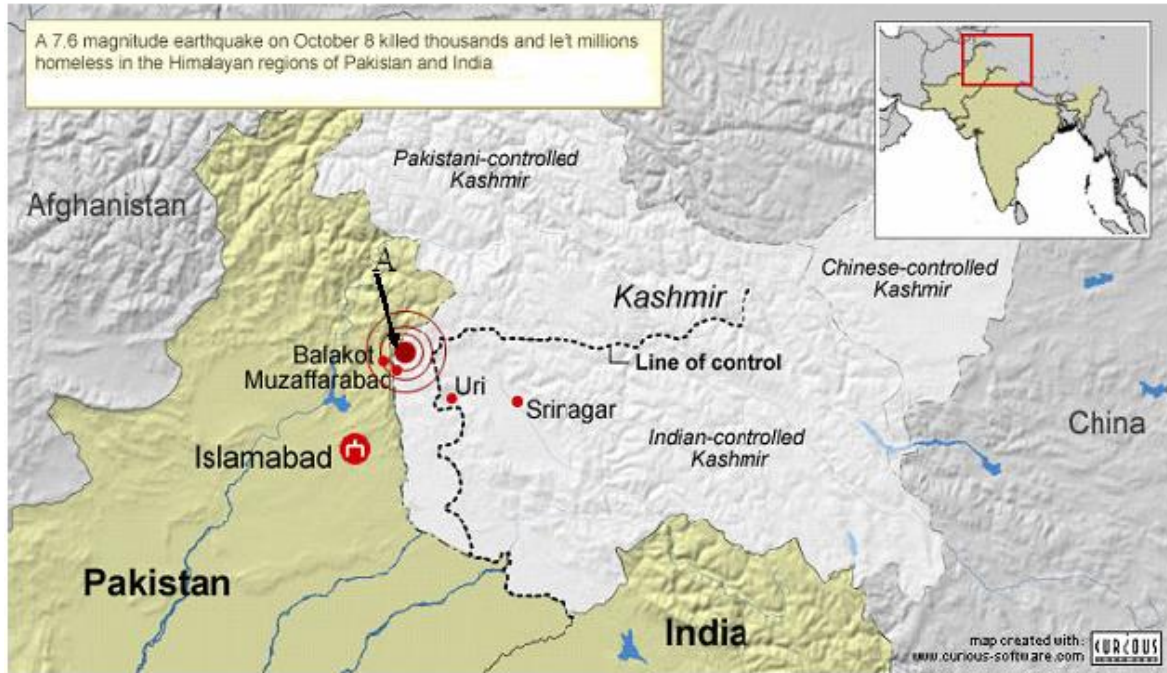 A 7.6 magnitude earthquake on October 8 killed thousands and le't millions
homeless in the Himalayan regions of Pakistan and India
Pakistani-controlled
Kashmir
Afghanistan
A
Chinese-controlled
Kashmir
Kashmir
Balakot
Line of control
Muzaffarabad
Uri
Srinagar
China
Indian-controlled
Kashmir
Islamabad
Pakistan
India
map created with:
www.curious-software.com
CURIOUS